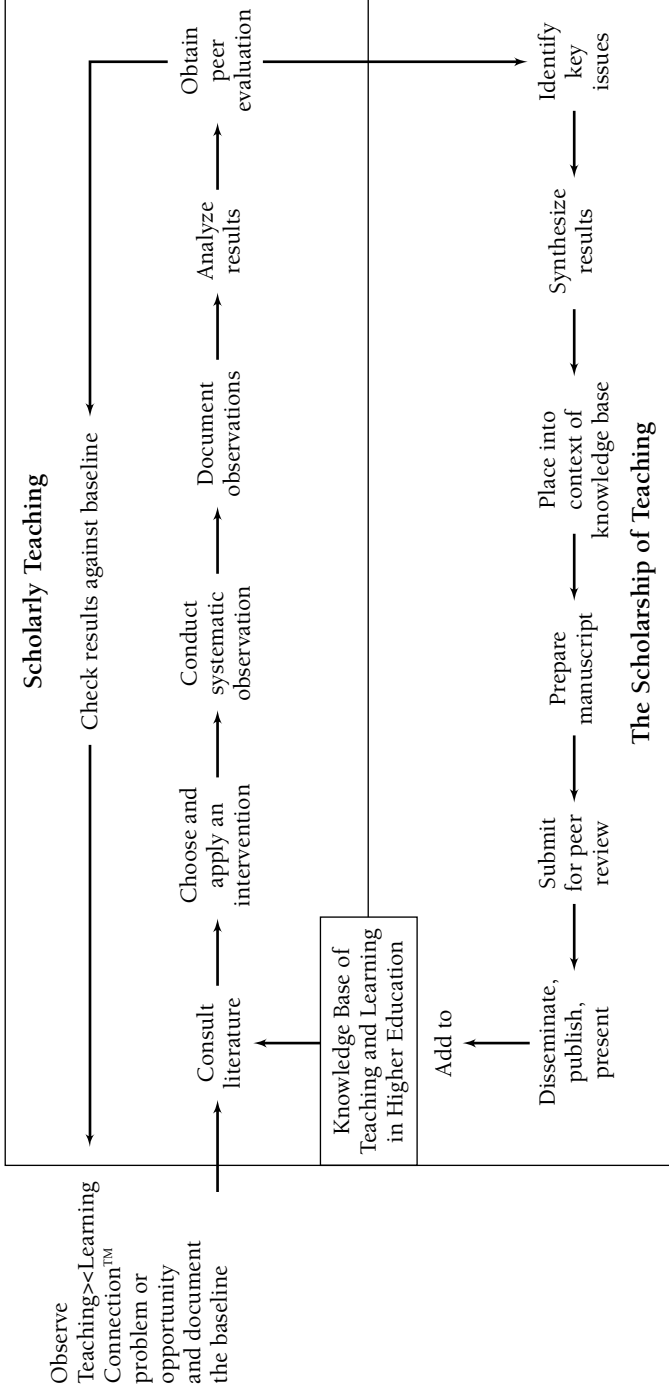 Scholarly Teaching
Observe
Teaching><Learning
Connection™
problem or
opportunity
and document
the baseline
Check results against baseline
Consult
literature
Choose and
apply an
intervention
Conduct
systematic
observation
Document
observations
Analyze
results
Obtain
peer
evaluation
Knowledge Base of
Teaching and Learning
in Higher Education
Add to
Identify
key
issues
Synthesize
results
Place into
context of
knowledge base
Prepare
manuscript
Submit
for peer
review
Disseminate,
publish,
present
The Scholarship of Teaching